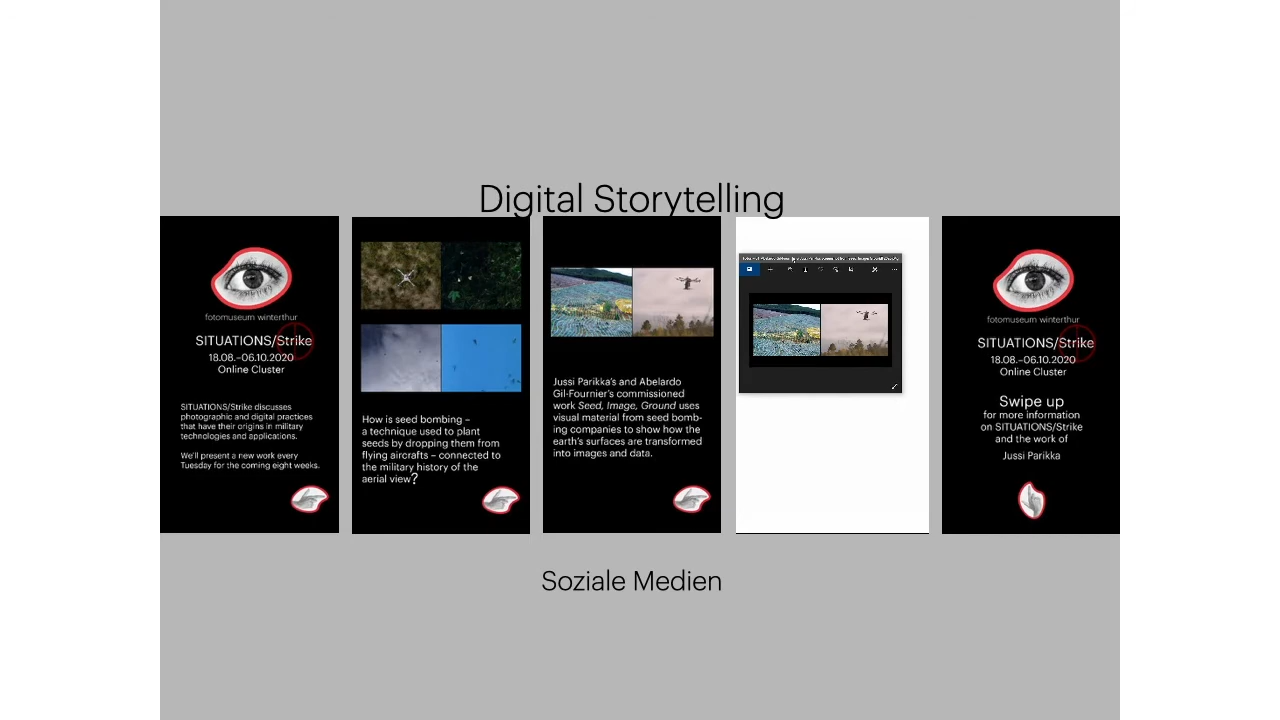 Digital Storytelling
fotomuseum winterthur
SITUATIONS/Strike
18.08.–06.10.2020
Online Cluster
SITUATIONS/Strike discusses
photographic and digital practices
that have their origins in military
technologies and applications.
We'll present a new work every
Tuesday for the coming eight weeks.
How is seed bombing –
a technique used to plant
seeds by dropping them from
flying aircrafts – connected to
the military history of the
aerial view?
Jussi Parikka's and Abelardo
Gil-Fournier's commissioned
work Seed, Image, Ground uses
visual material from seed bomb-
ing companies to show how the
earth's surfaces are transformed
into images and data.
fotomuseum winterthur
SITUATIONS/Strike
18.08.–06.10.2020
Online Cluster
Swipe up
for more information
on SITUATIONS/Strike
and the work of
Jussi Parikka
Soziale Medien